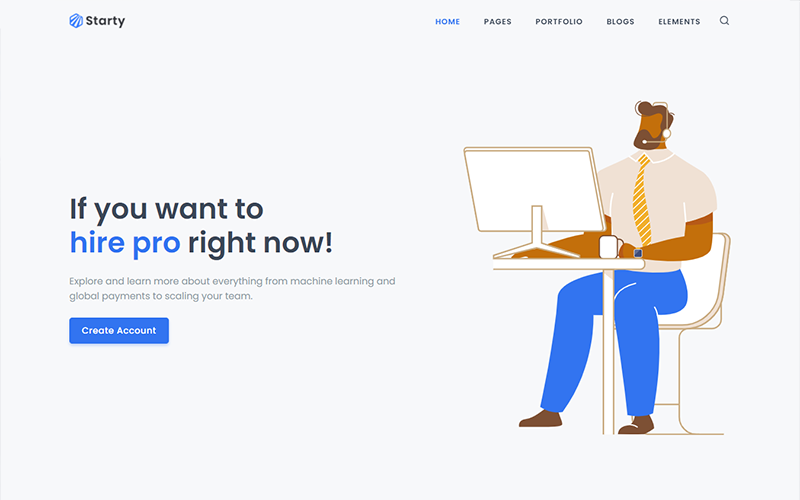 Starty
HOME PAGES PORTFOLIO BLOGS ELEMENTS
If you want to
hire pro right now!
Explore and learn more about everything from machine learning and
global payments to scaling your team.
Create Account